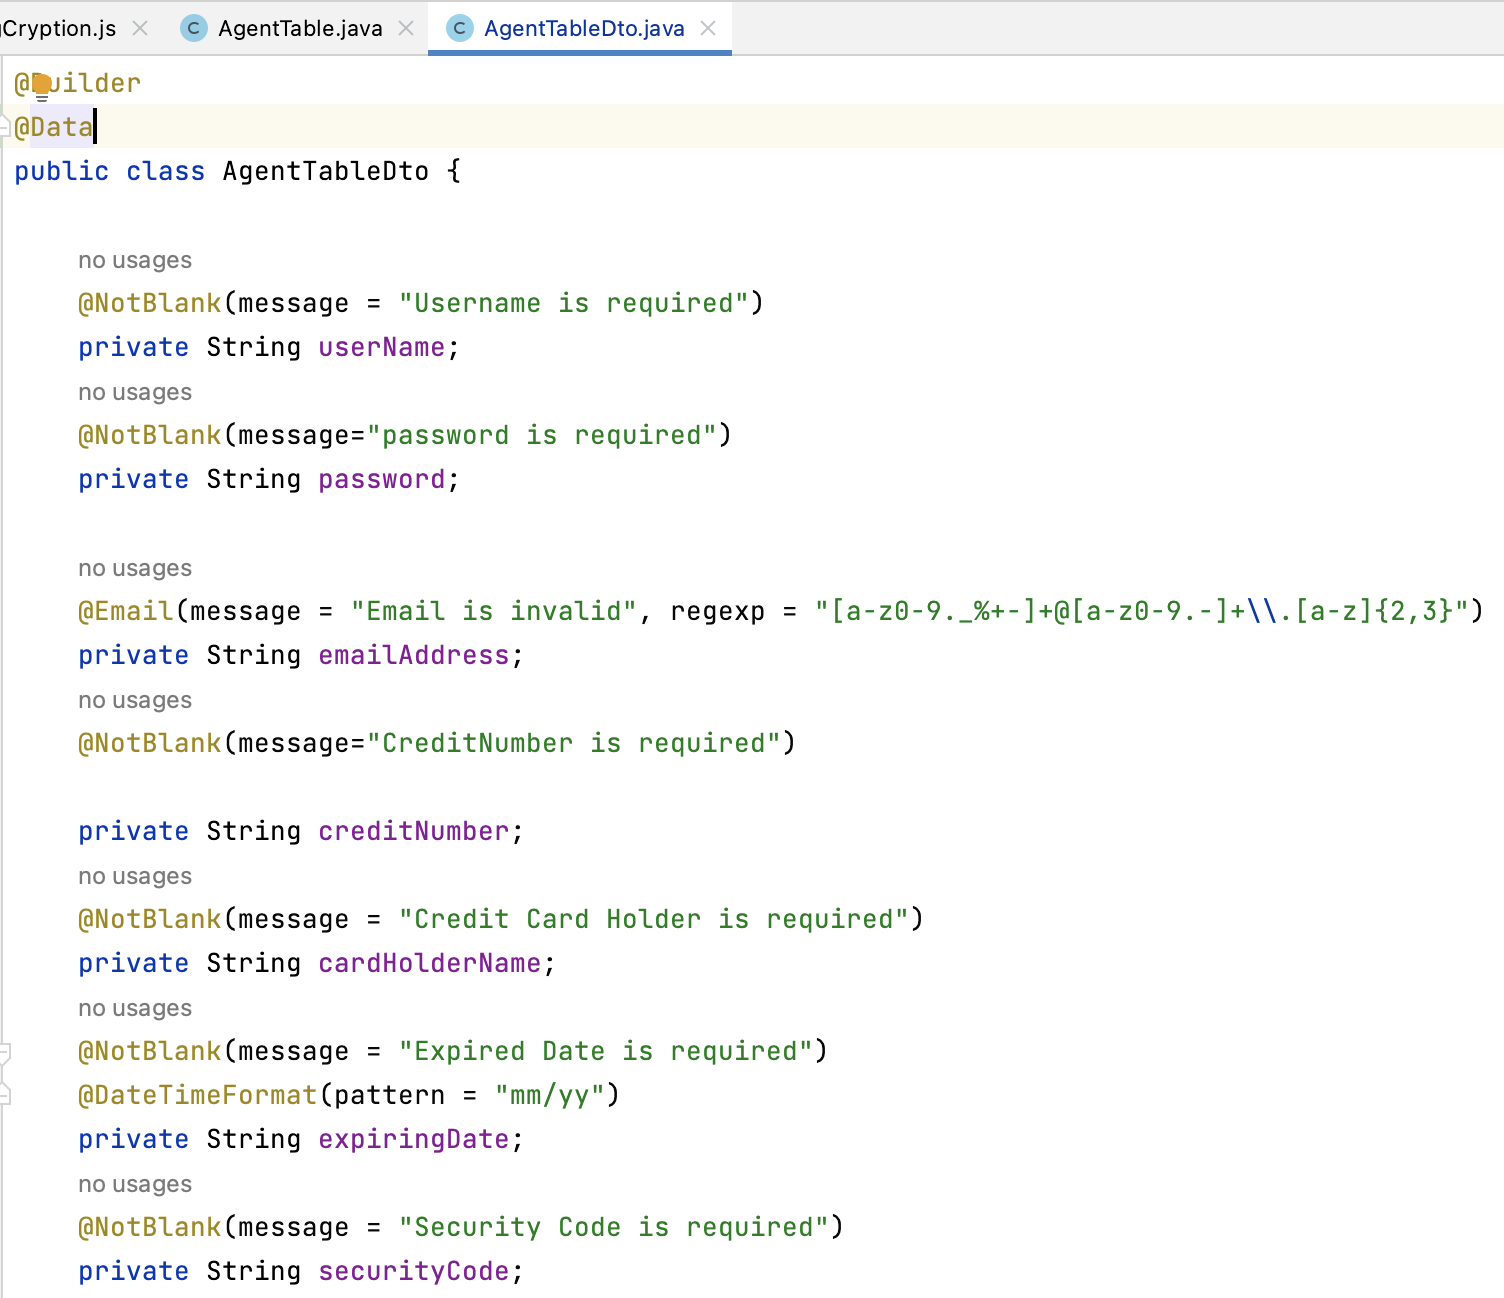 gCryption.js C AgentTable.java C AgentTableDto.java
@Builder
@Data
public class AgentTableDto {
no usages
@NotBlank(message = "Username is required")
private String userName;
no usages
@NotBlank(message="password is required")
private String password;
no usages
@Email(message = "Email is invalid", regexp = "[a-z0-9._%+-]+@[a-z0-9.-]+\\.[a-z]{2,3}")
private String emailAddress;
no usages
@NotBlank(message="CreditNumber is required")
private String creditNumber;
no usages
@NotBlank(message = "Credit Card Holder is required")
private String cardHolderName;
no usages
@NotBlank(message = "Expired Date is required")
@DateTimeFormat(pattern = "mm/yy")
private String expiringDate;
no usages
@NotBlank(message = "Security Code is required")
private String securityCode;